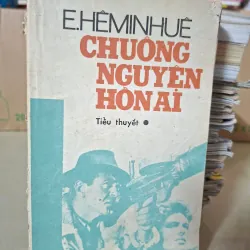 E.HÊMINHUÊ
CHUÔNG
NGUYỆN
HỒN AI
Tiểu thuyết